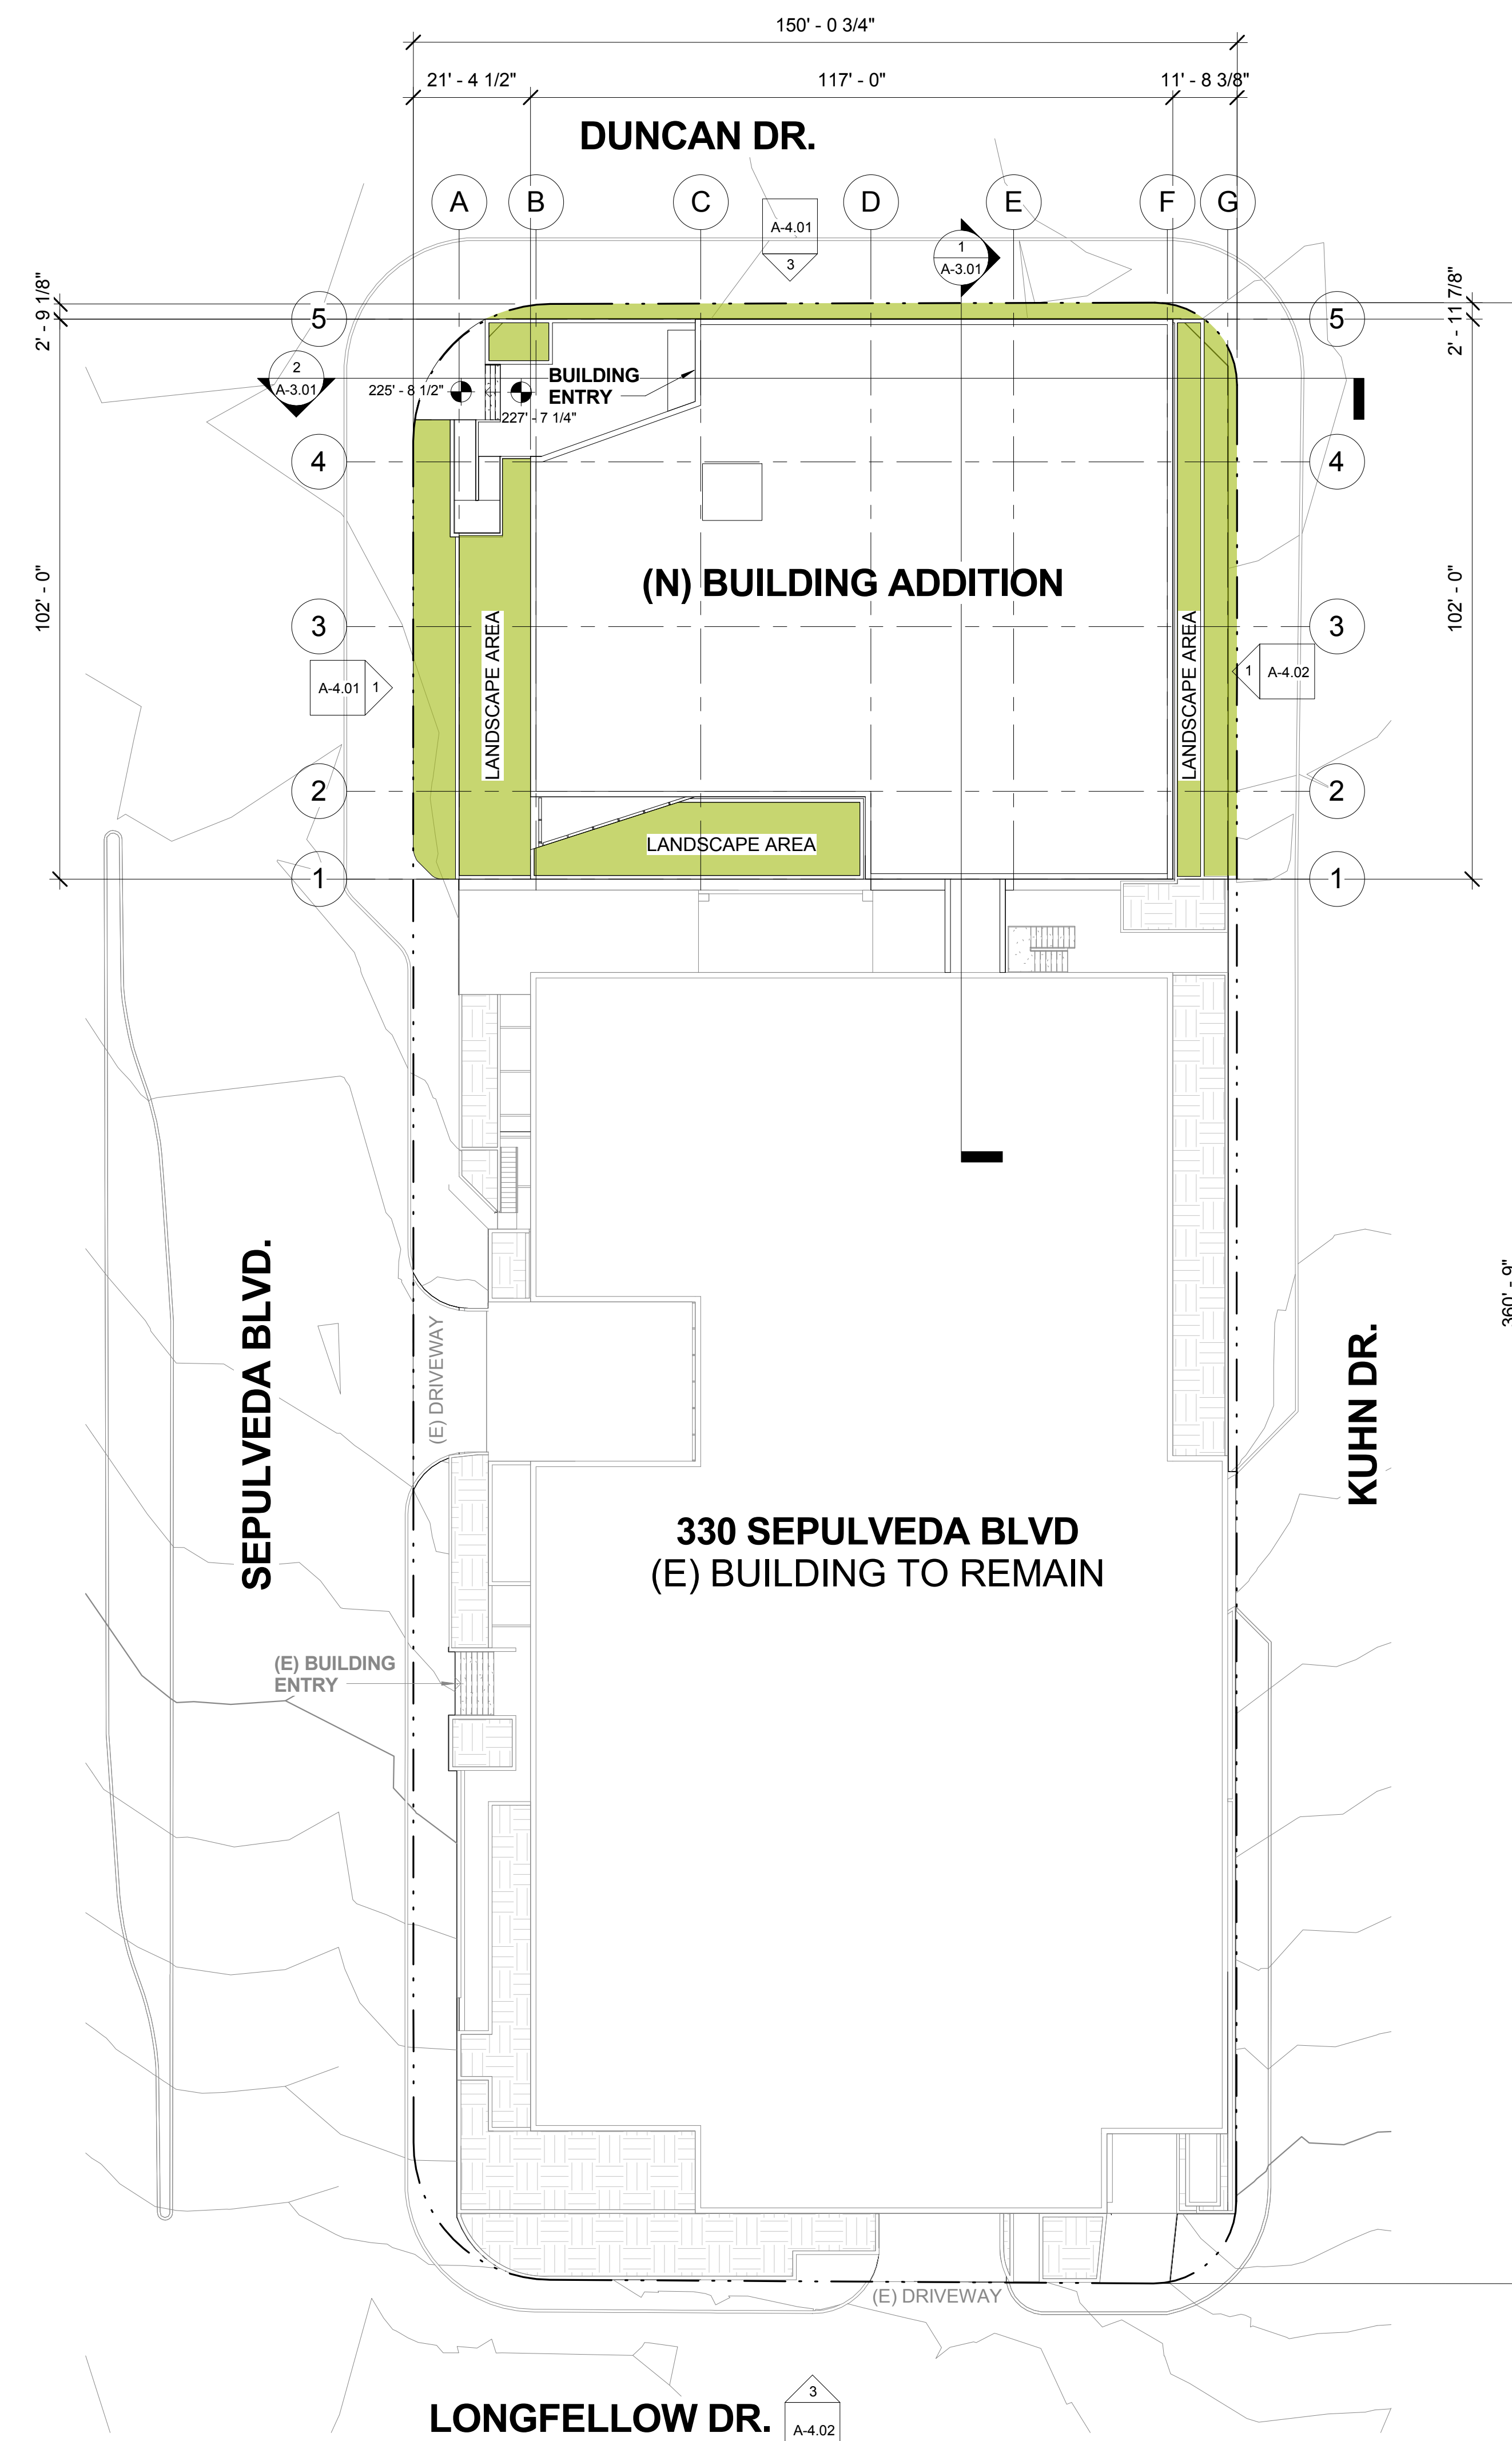 150' - 0 3/4"
21' - 4 1/2"
117' - 0"
11' - 8 3/8"
DUNCAN DR.
A
B
C
D
E
F
G
A-4.01
3
1
A-3.01
2' - 9 1/8"
5
5
2' - 11 7/8"
2
A-3.01
225' - 8 1/2"
BUILDING
ENTRY
227' - 7 1/4"
4
4
102' - 0"
(N) BUILDING ADDITION
102' - 0"
3
3
LANDSCAPE AREA
LANDSCAPE AREA
A-4.01
1
1
A-4.02
2
2
LANDSCAPE AREA
1
1
SEPULVEDA BLVD.
(E) DRIVEWAY
360' - 9"
KUHN DR.
330 SEPULVEDA BLVD
(E) BUILDING TO REMAIN
(E) BUILDING
ENTRY
(E) DRIVEWAY
LONGFELLOW DR.
3
A-4.02